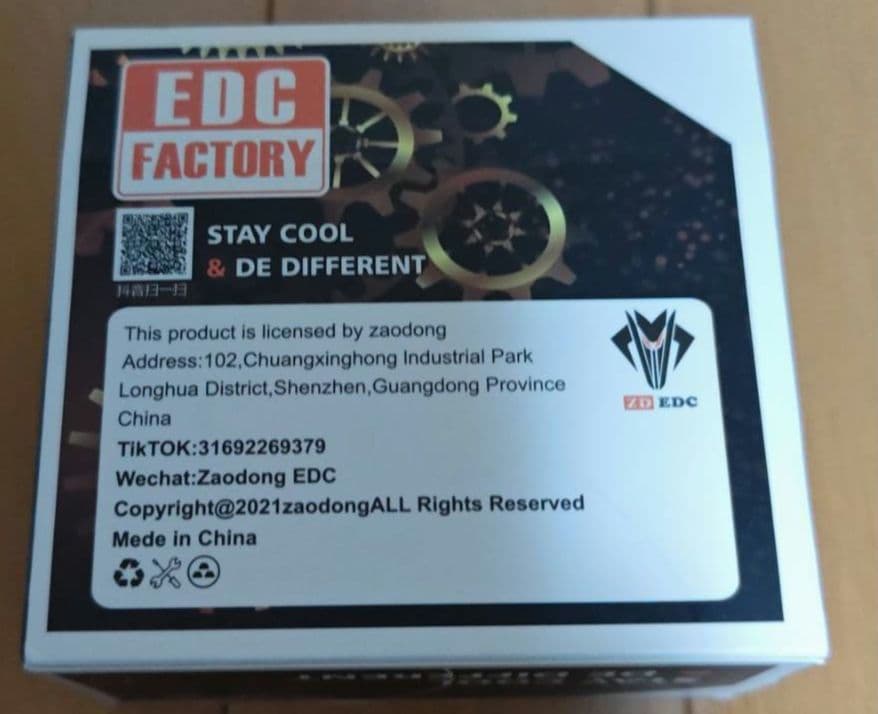 EDC
FACTORY
STAY COOL
& DE DIFFERENT
抖音扫一扫
This product is licensed by zaodong
Address:102,Chuangxinghong Industrial Park
Longhua District,Shenzhen,Guangdong Province
China
TikTOK:31692269379
Wechat:Zaodong EDC
Copyright@2021zaodongALL Rights Reserved
Mede in China
ZD EDC